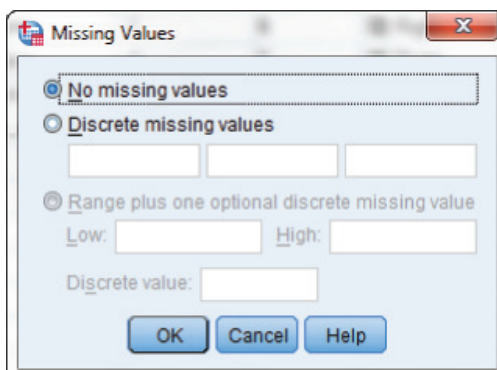 Missing Values
No missing values
Discrete missing values
Range plus one optional discrete missing value
Low: High:
Discrete value:
OK Cancel Help